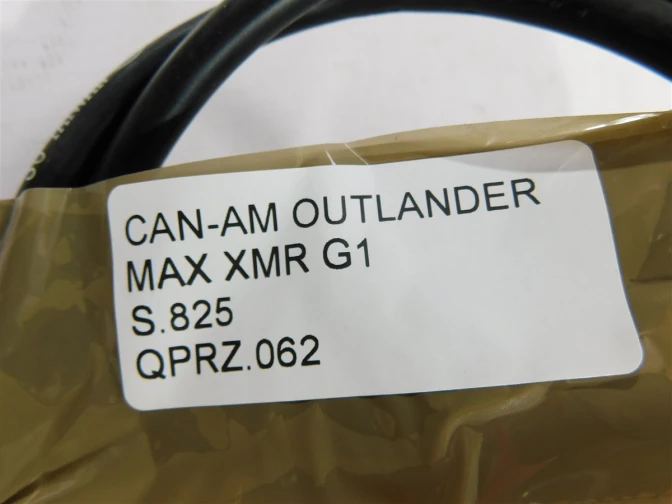 CAN-AM OUTLANDER
MAX XMR G1
S.825
QPRZ.062